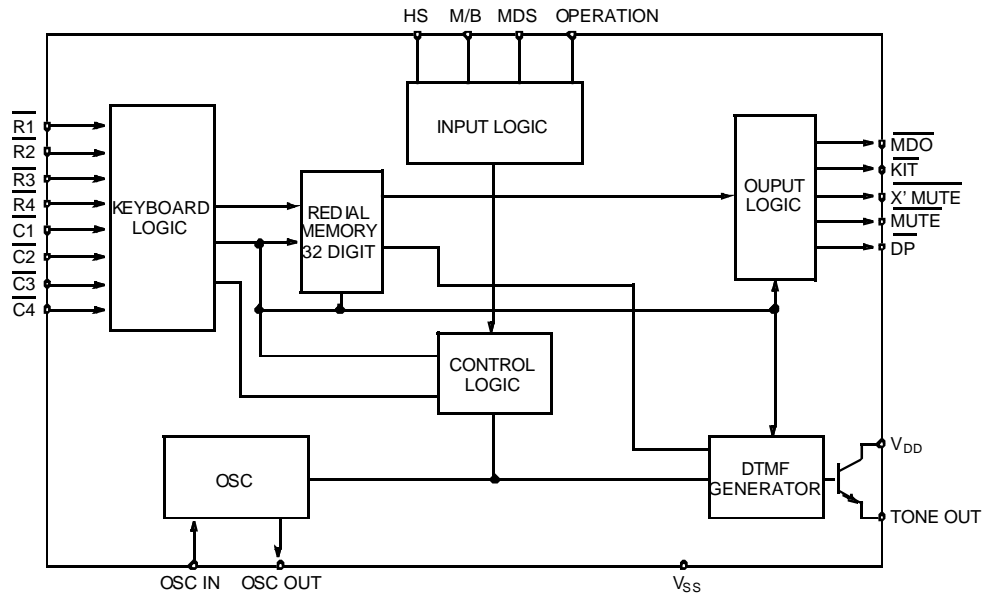 HS M/B MDS OPERATION
INPUT LOGIC
R1
R2
R3
R4
C1
C2
C3
C4
KEYBOARD
LOGIC
REDIAL
MEMORY
32 DIGIT
OUPUT
LOGIC
MDO
KIT
X' MUTE
MUTE
DP
CONTROL
LOGIC
OSC
DTMF
GENERATOR
VDD
TONE OUT
OSC IN OSC OUT
VSS